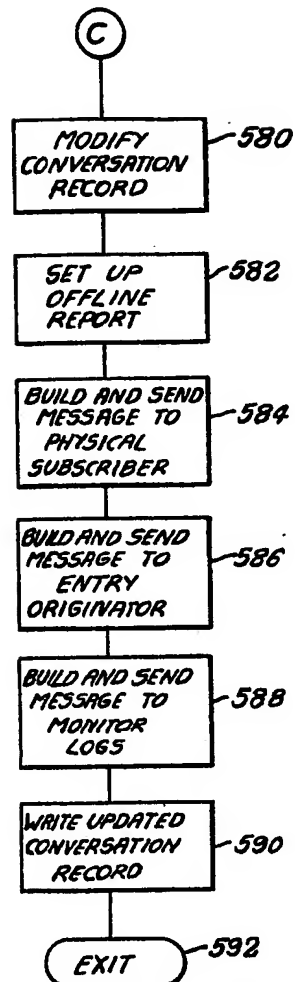 C
MODIFY
CONVERSATION
RECORD
580
SET UP
OFFLINE
REPORT
582
BUILD AND SEND
MESSAGE TO
PHYSICAL
SUBSCRIBER
584
BUILD AND SEND
MESSAGE TO
ENTRY
ORIGINATOR
586
BUILD AND SEND
MESSAGE TO
MONITOR
LOGS
588
WRITE UPDATED
CONVERSATION
RECORD
590
EXIT
592